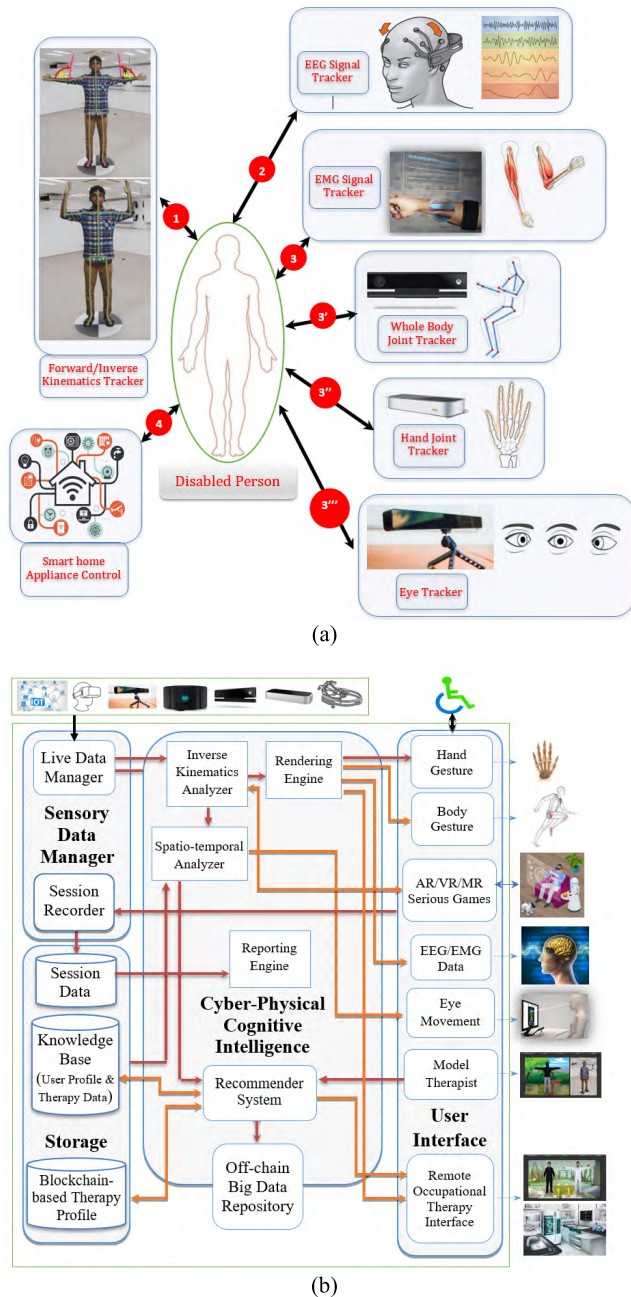 EEG Signal
Tracker
2
EMG Signal
Tracker
1
3
3'
Whole Body
Joint Tracker
Forward/Inverse
Kinematics Tracker
3''
Hand Joint
Tracker
4
Disabled Person
3'''
Smart home
Appliance Control
Eye Tracker
(a)
IOT
Live Data
Manager
Sensory
Data
Manager
Session
Recorder
Session
Data
Knowledge
Base
(User Profile &
Therapy Data)
Storage
Blockchain-
based Therapy
Profile
Inverse
Kinematics
Analyzer
Rendering
Engine
Spatio-temporal
Analyzer
Reporting
Engine
Cyber-Physical
Cognitive
Intelligence
Recommender
System
Off-chain
Big Data
Repository
Hand
Gesture
Body
Gesture
AR/VR/MR
Serious Games
EEG/EMG
Data
Eye
Movement
Model
Therapist
User
Interface
Remote
Occupational
Therapy
Interface
(b)